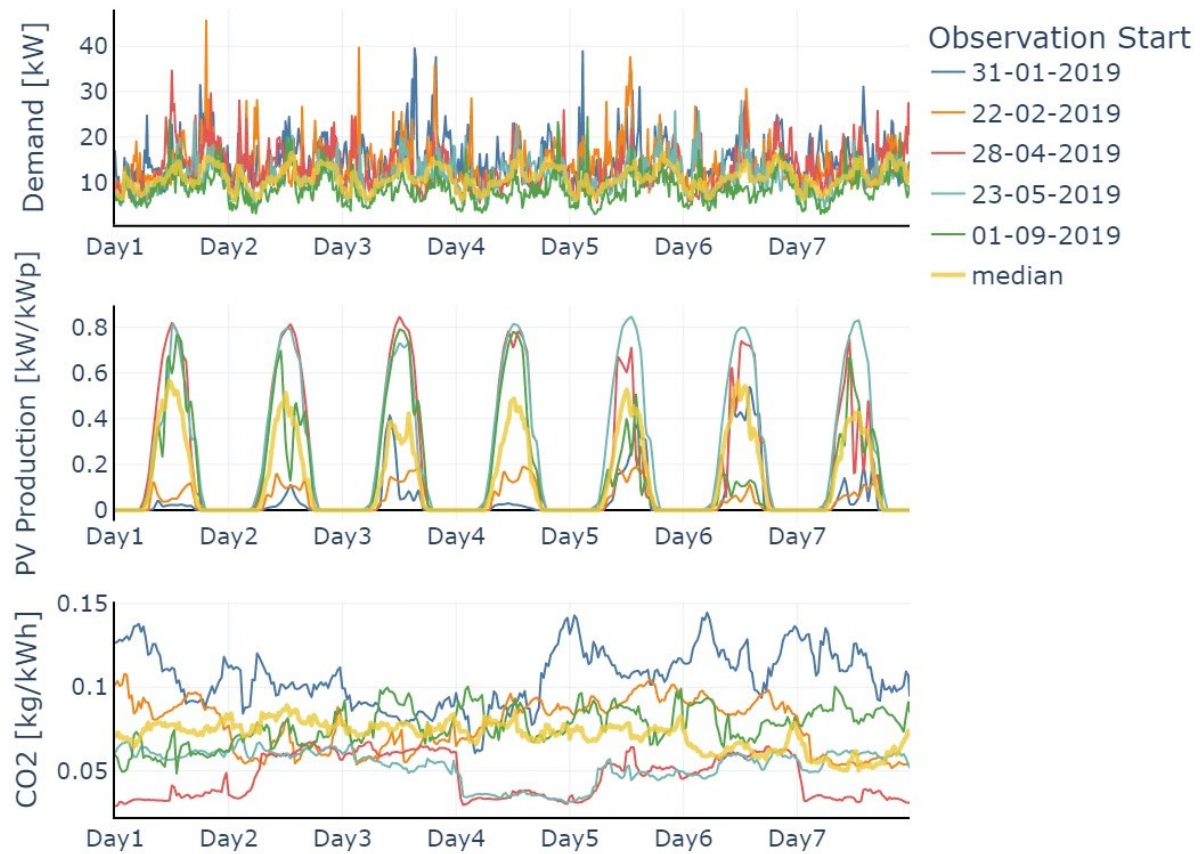 Demand [kW]
40
30
20
10
Day1 Day2 Day3 Day4 Day5 Day6 Day7
Observation Start
31-01-2019
22-02-2019
28-04-2019
23-05-2019
01-09-2019
median
PV Production [kW/kWp]
0.8
0.6
0.4
0.2
0
Day1 Day2 Day3 Day4 Day5 Day6 Day7
CO2 [kg/kWh]
0.15
0.1
0.05
Day1 Day2 Day3 Day4 Day5 Day6 Day7